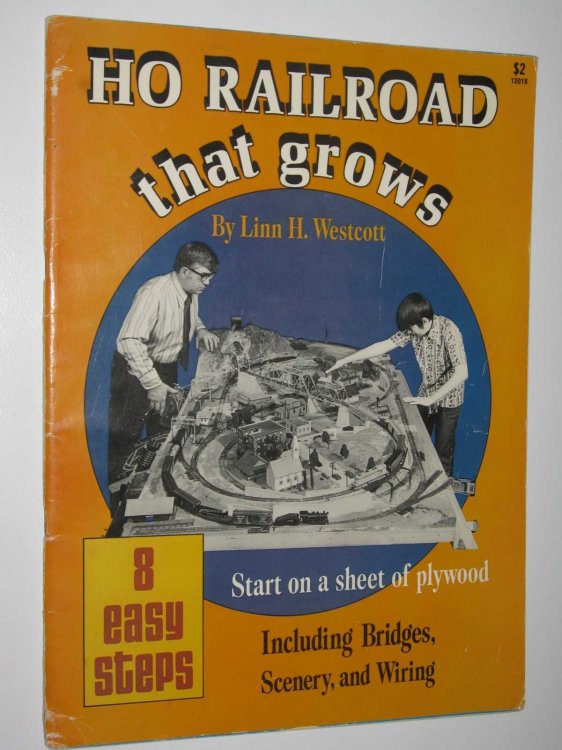 $2
12015
HO RAILROAD
that grows
By Linn H. Westcott
8
easy
steps
Start on a sheet of plywood
Including Bridges,
Scenery, and Wiring